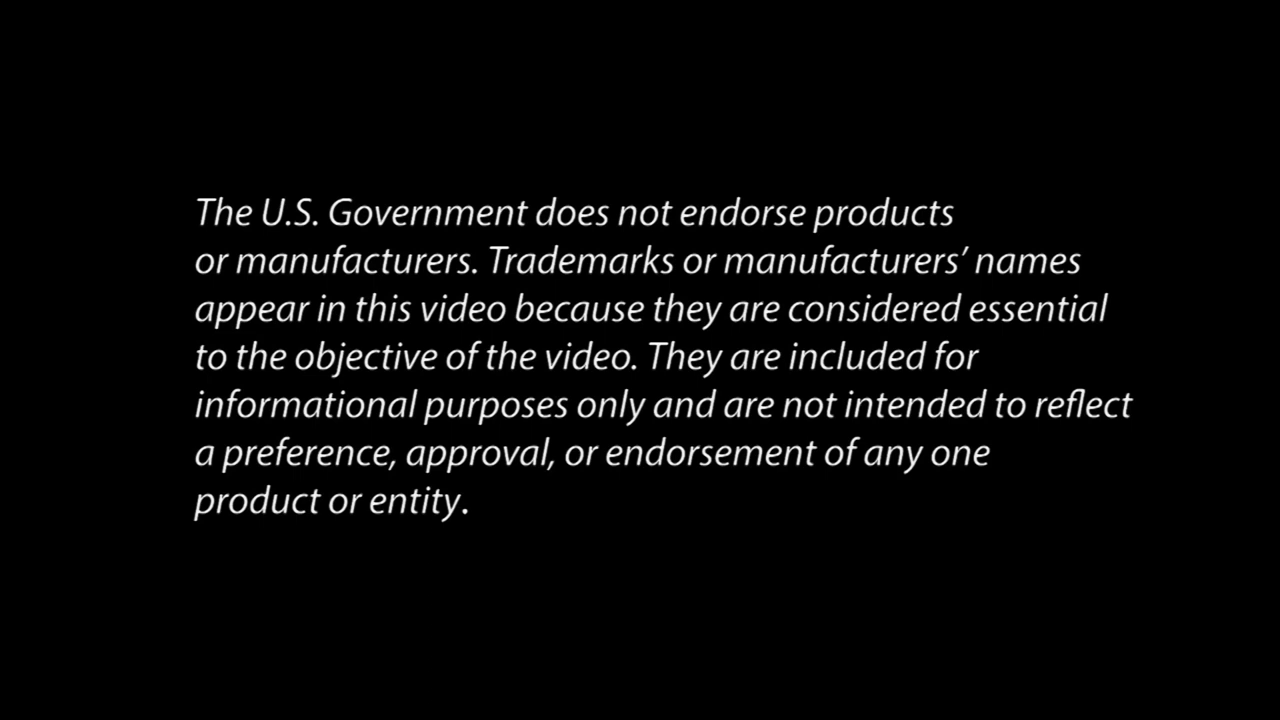 The U.S. Government does not endorse products
or manufacturers. Trademarks or manufacturers’ names
appear in this video because they are considered essential
to the objective of the video. They are included for
informational purposes only and are not intended to reflect
a preference, approval, or endorsement of any one
product or entity.